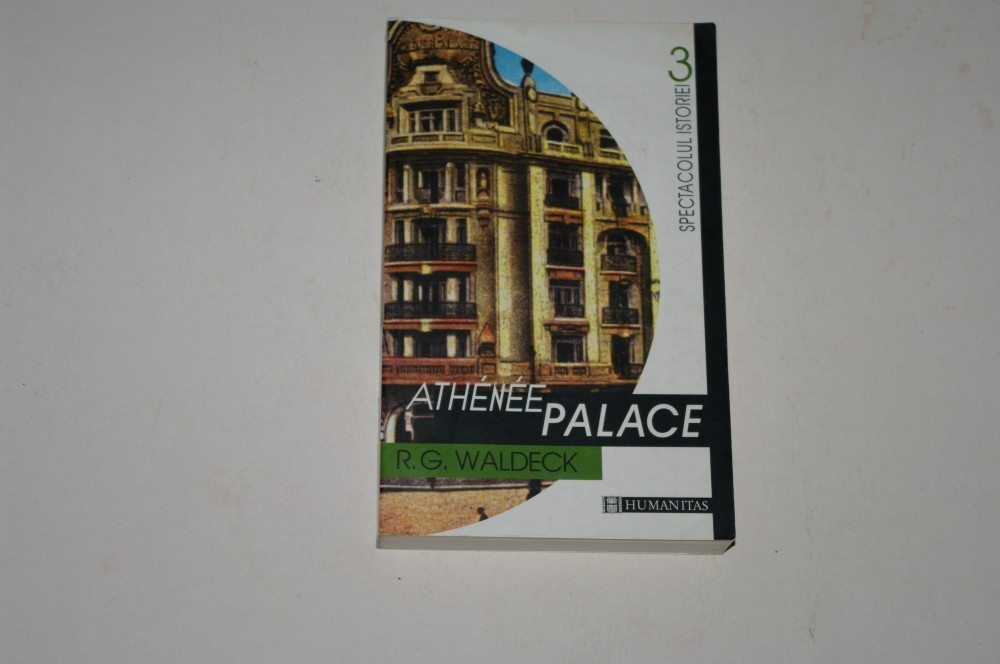 SPECTACOLUL ISTORIEI 3
ATHÉNÉE
PALACE
R. G. WALDECK
HUMANITAS